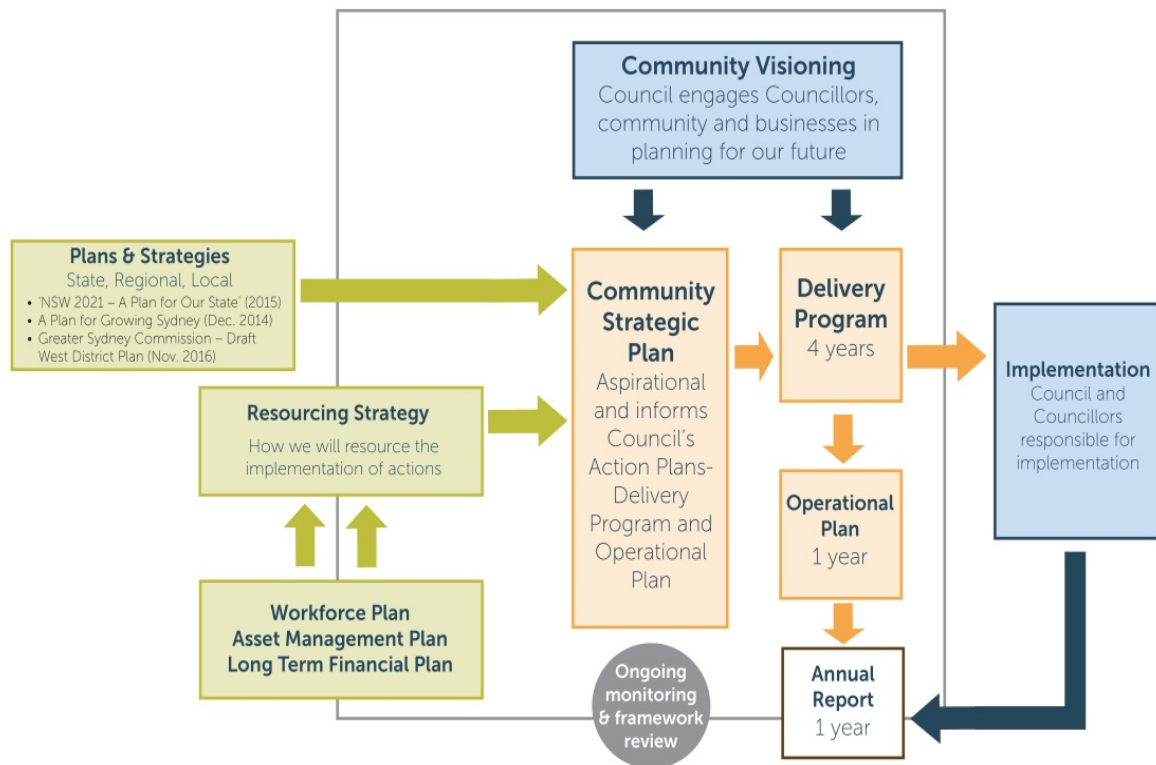 Community Visioning
Council engages Councillors,
community and businesses in
planning for our future
Plans & Strategies
State, Regional, Local
• 'NSW 2021 – A Plan for Our State' (2015)
• A Plan for Growing Sydney (Dec. 2014)
• Greater Sydney Commission – Draft
West District Plan (Nov. 2016)
Resourcing Strategy
How we will resource the
implementation of actions
Workforce Plan
Asset Management Plan
Long Term Financial Plan
Community
Strategic
Plan
Aspirational
and informs
Council's
Action Plans-
Delivery
Program and
Operational
Plan
Delivery
Program
4 years
Operational
Plan
1 year
Annual
Report
1 year
Implementation
Council and
Councillors
responsible for
implementation
Ongoing
monitoring
& framework
review